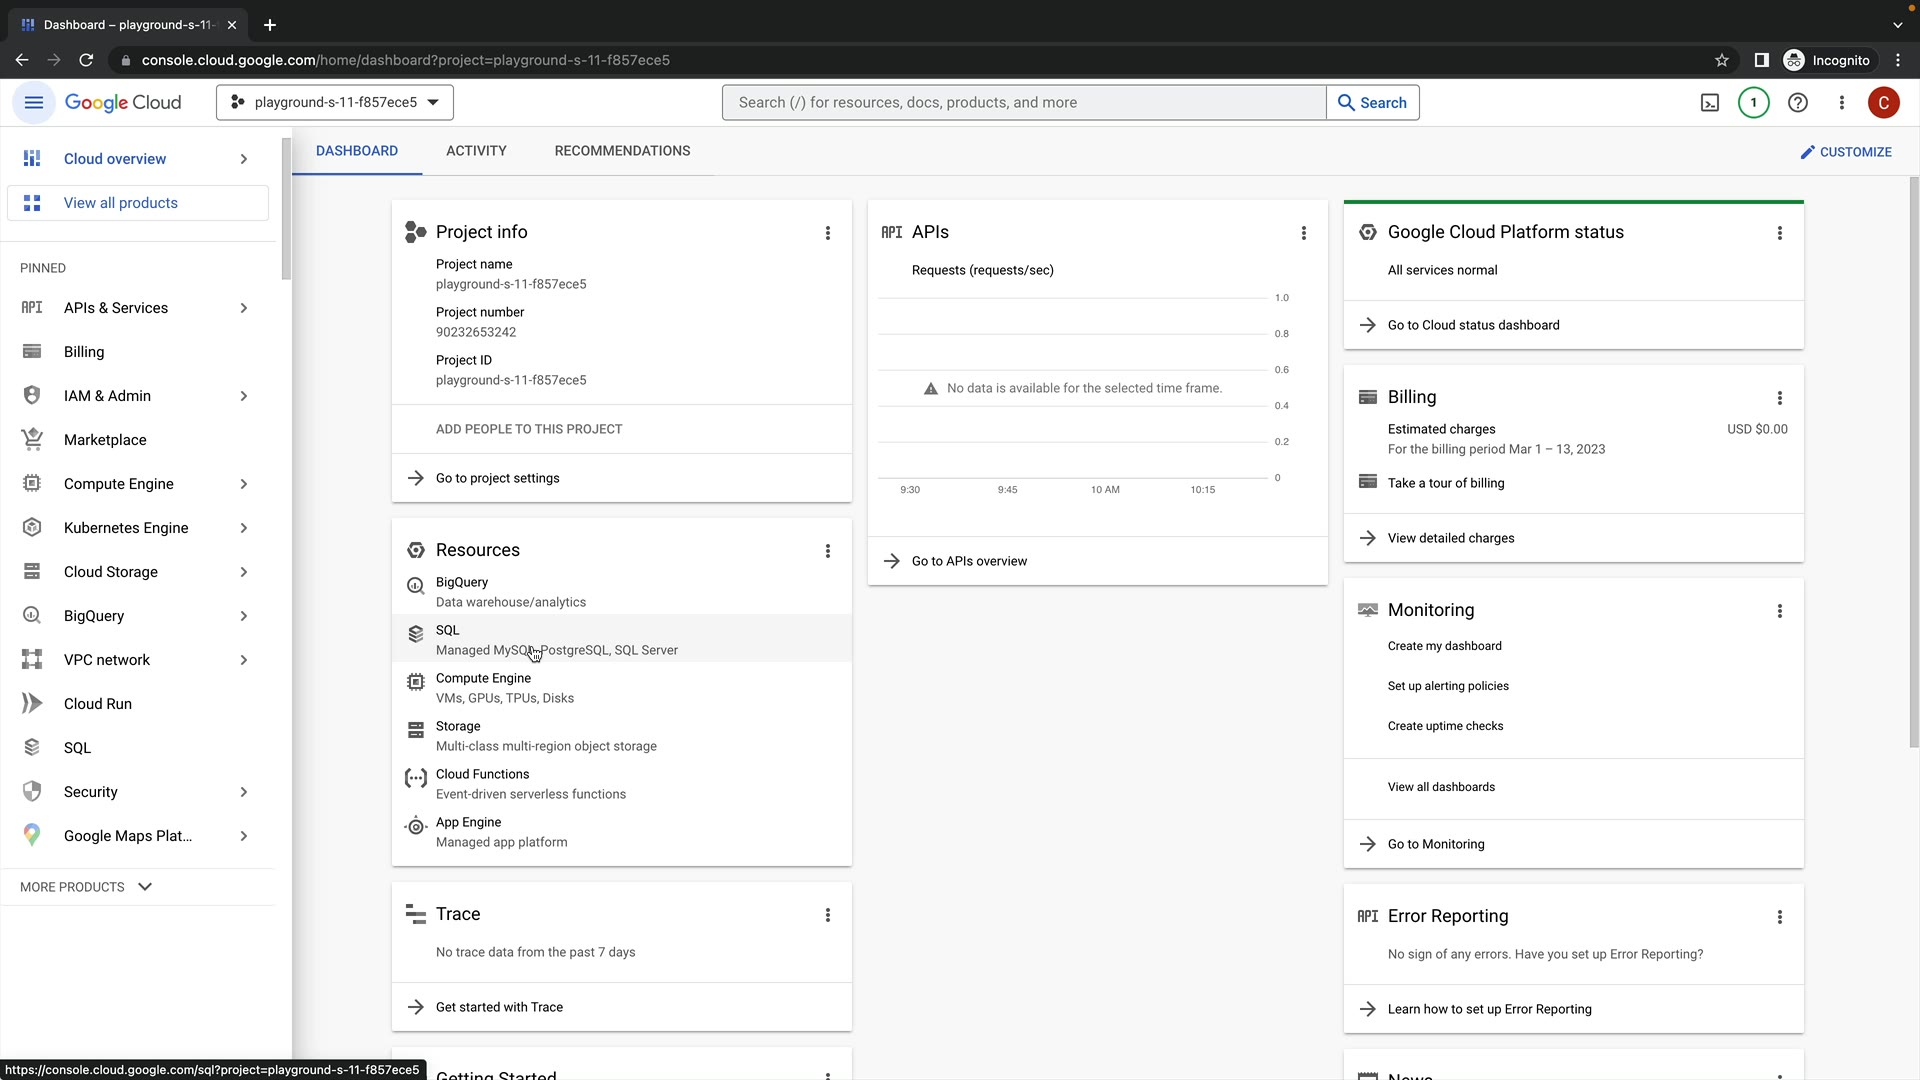 Dashboard – playground-s-11-
console.cloud.google.com/home/dashboard?project=playground-s-11-f857ece5
Incognito
Google Cloud
playground-s-11-f857ece5
Search (/) for resources, docs, products, and more
Search
1
C
Cloud overview
View all products
PINNED
API APIs & Services
Billing
IAM & Admin
Marketplace
Compute Engine
Kubernetes Engine
Cloud Storage
BigQuery
VPC network
Cloud Run
SQL
Security
Google Maps Plat...
MORE PRODUCTS
DASHBOARD
ACTIVITY
RECOMMENDATIONS
CUSTOMIZE
Project info
Project name
playground-s-11-f857ece5
Project number
90232653242
Project ID
playground-s-11-f857ece5
ADD PEOPLE TO THIS PROJECT
Go to project settings
Resources
BigQuery
Data warehouse/analytics
SQL
Managed MySQL, PostgreSQL, SQL Server
Compute Engine
VMs, GPUs, TPUs, Disks
Storage
Multi-class multi-region object storage
Cloud Functions
Event-driven serverless functions
App Engine
Managed app platform
Trace
No trace data from the past 7 days
Get started with Trace
Getting Started
API APIs
Requests (requests/sec)
1.0
0.8
0.6
No data is available for the selected time frame.
0.4
0.2
0
9:30
9:45
10 AM
10:15
Go to APIs overview
Google Cloud Platform status
All services normal
Go to Cloud status dashboard
Billing
Estimated charges
USD $0.00
For the billing period Mar 1 – 13, 2023
Take a tour of billing
View detailed charges
Monitoring
Create my dashboard
Set up alerting policies
Create uptime checks
View all dashboards
Go to Monitoring
API Error Reporting
No sign of any errors. Have you set up Error Reporting?
Learn how to set up Error Reporting
News
https://console.cloud.google.com/sql?project=playground-s-11-f857ece5